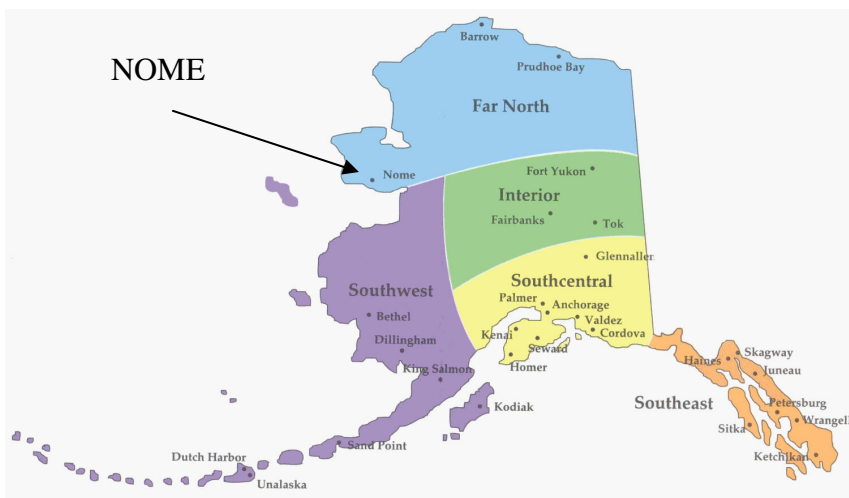 Barrow
NOME
Prudhoe Bay
Far North
Nome
Fort Yukon
Interior
Fairbanks
Tok
Glennallen
Southcentral
Southwest
Palmer
Anchorage
Bethel
Valdez
Kenai
Cordova
Dillingham
Seward
Skagway
Haines
Homer
King Salmon
Juneau
Southeast
Petersburg
Kodiak
Wrangell
Sitka
Sand Point
Dutch Harbor
Ketchikan
Unalaska